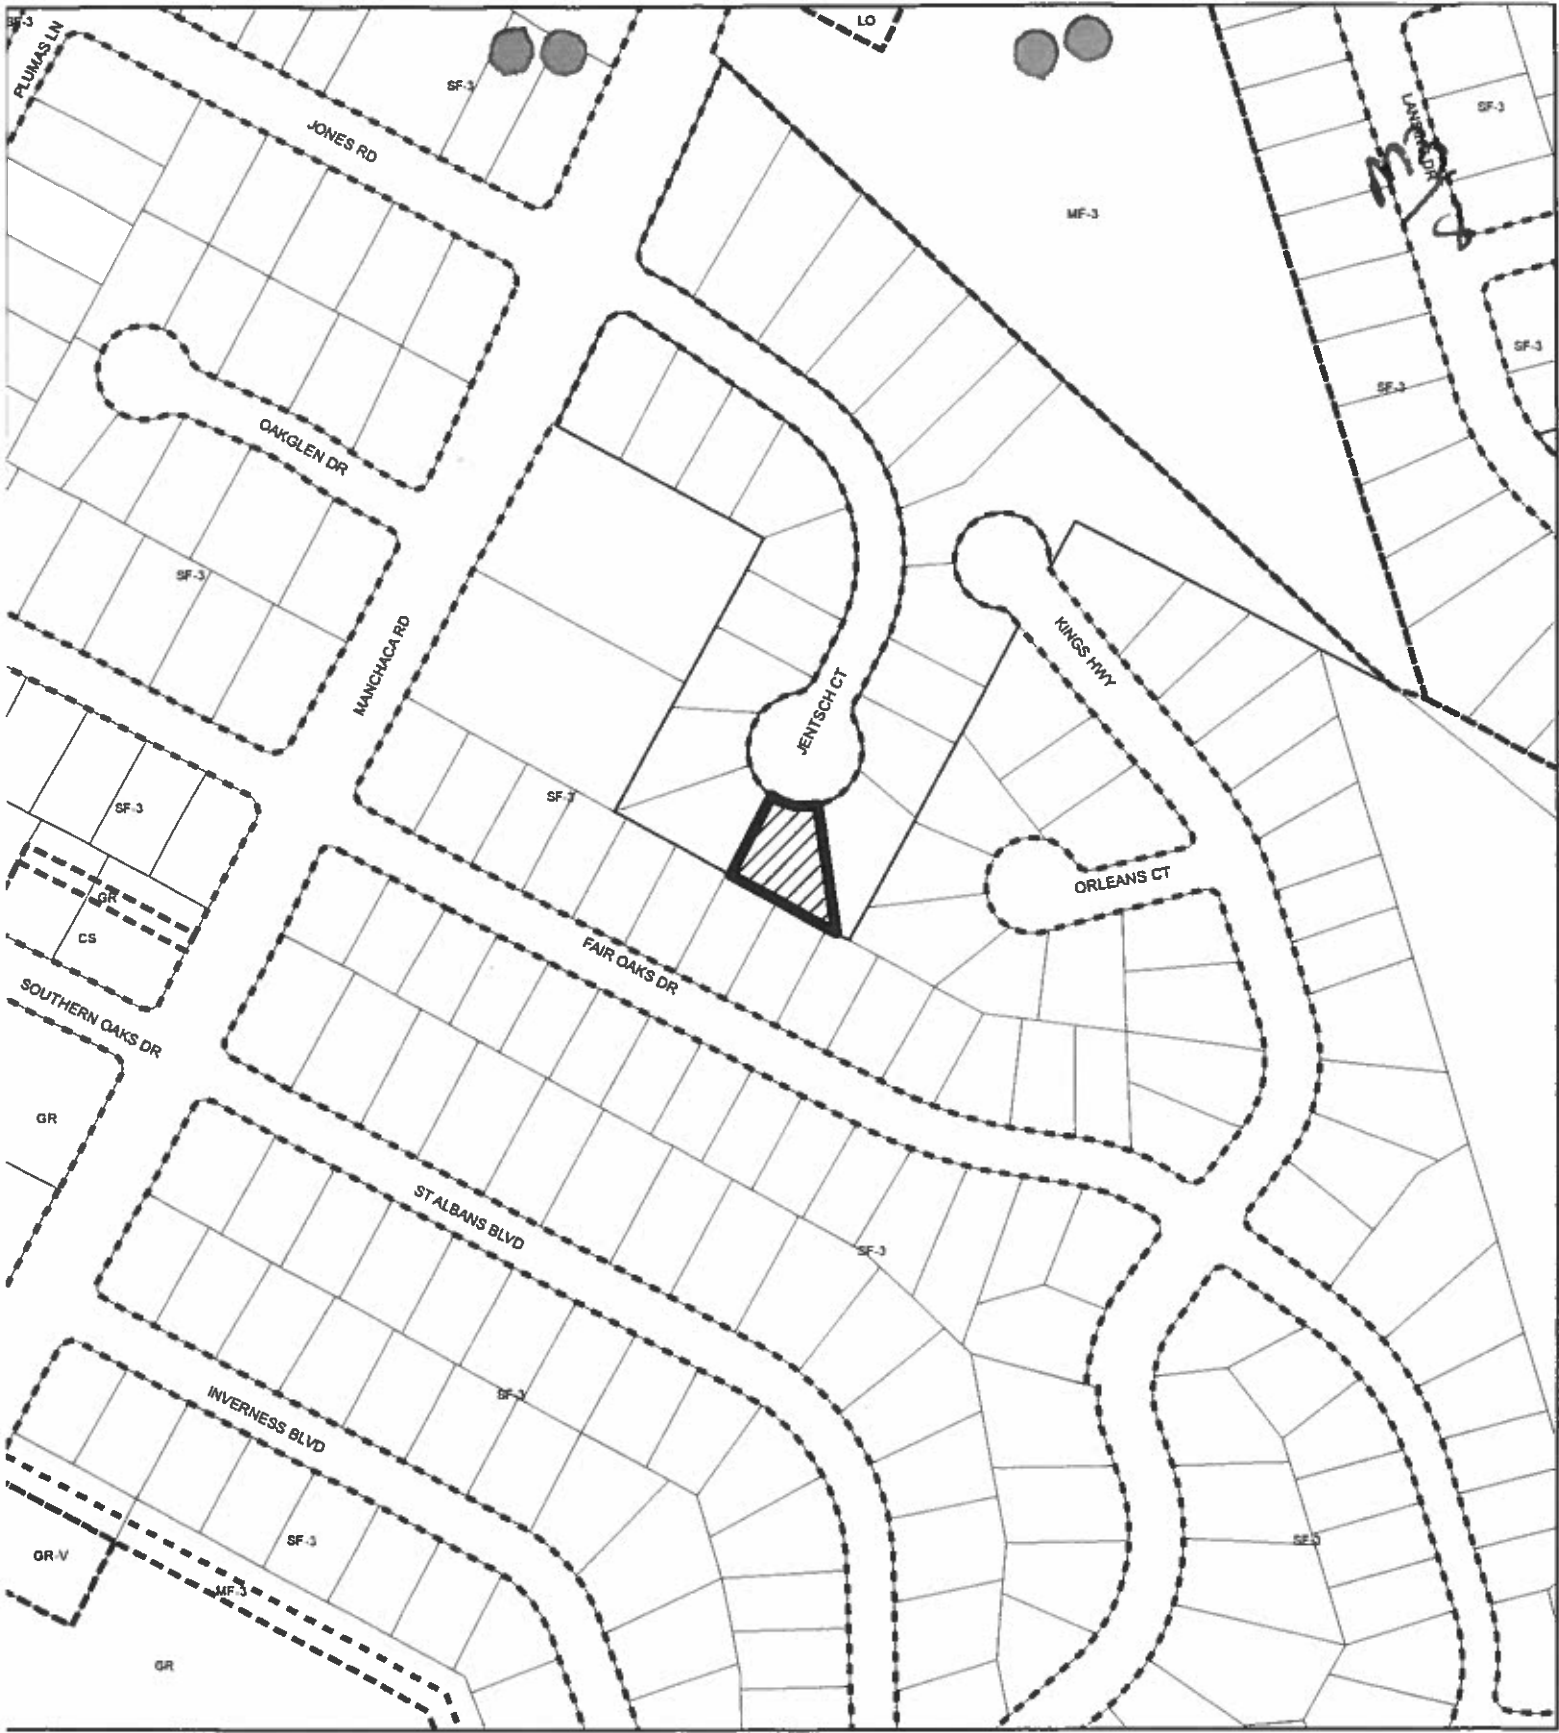 SF-3
PLUMAS LN
LO
SF-3
JONES RD
SF-3
MF-3
SF-3
SF-3
OAKGLEN DR
SF-3
KINGS HWY
MANCHACA RD
JENTSCH CT
SF-3
SF-3
ORLEANS CT
GR
CS
FAIR OAKS DR
SOUTHERN OAKS DR
GR
ST ALBANS BLVD
SF-3
SF-3
INVERNESS BLVD
SF-3
SF-3
GR-V
MF-3
GR